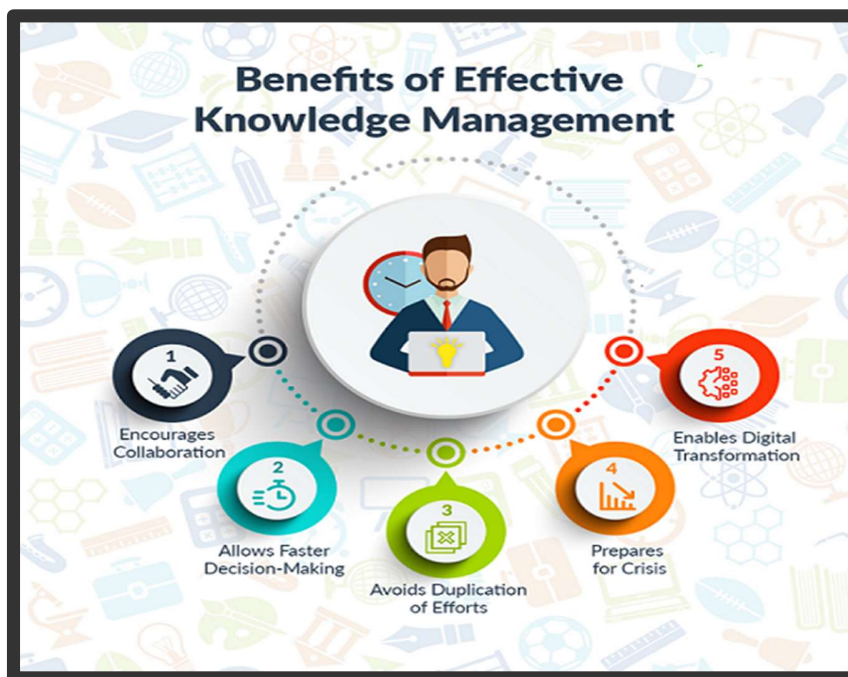 Benefits of Effective
Knowledge Management
1
Encourages
Collaboration
2
Allows Faster
Decision-Making
3
Avoids Duplication
of Efforts
4
Prepares
for Crisis
5
Enables Digital
Transformation